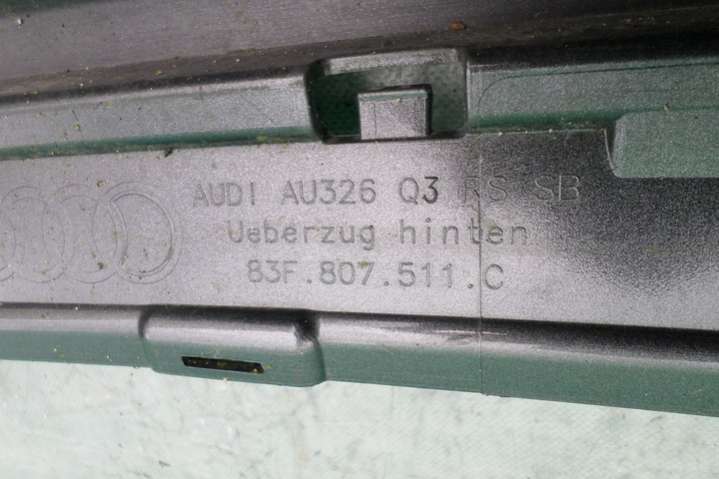 AUDI AU326 Q3 RS SB
Ueberzug hinten
83F.807.511.C